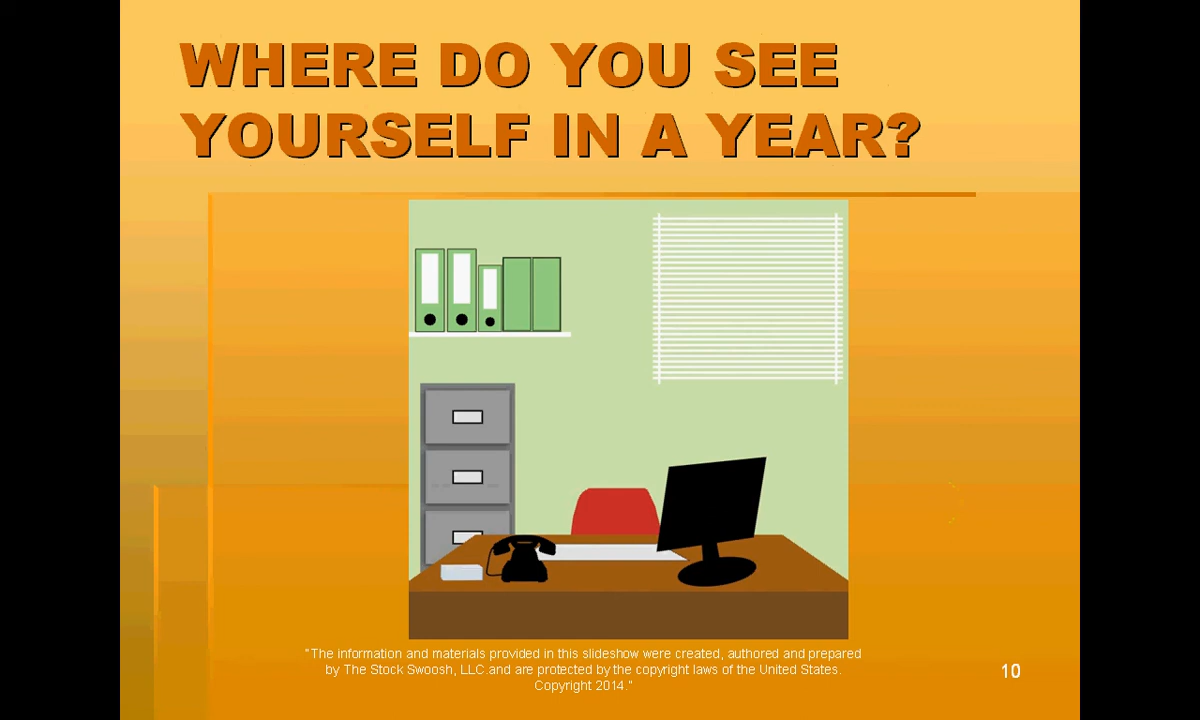 WHERE DO YOU SEE
YOURSELF IN A YEAR?
"The information and materials provided in this slideshow were created, authored and prepared
by The Stock Swoosh, LLC.and are protected by the copyright laws of the United States.
Copyright 2014."
10